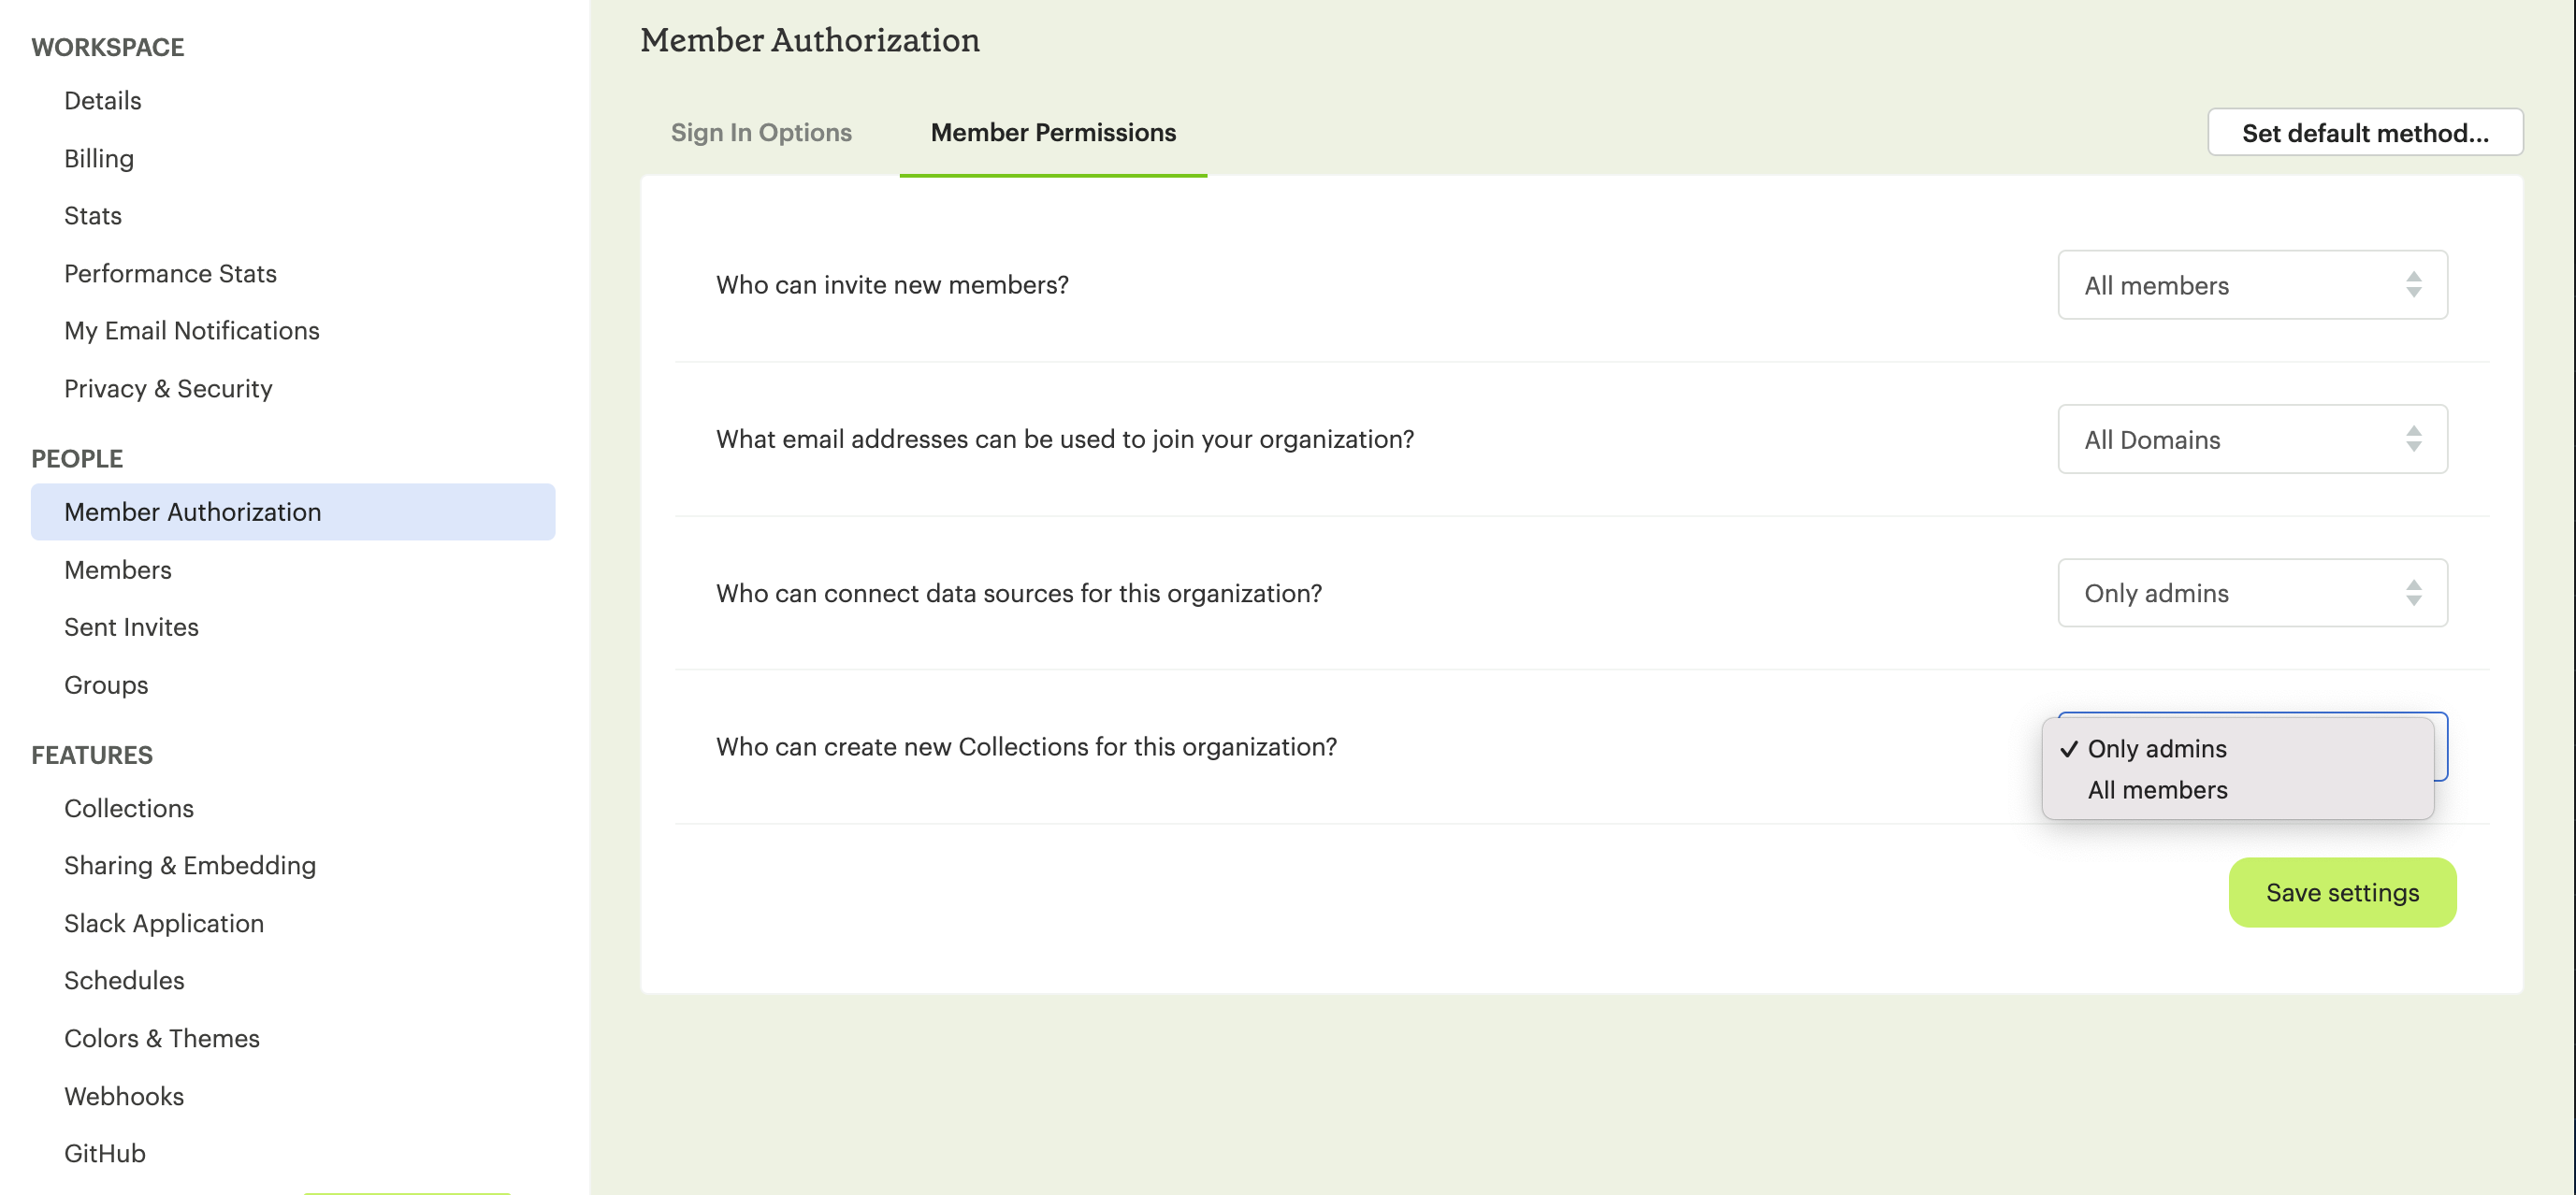 WORKSPACE
Details
Billing
Stats
Performance Stats
My Email Notifications
Privacy & Security
PEOPLE
Member Authorization
Members
Sent Invites
Groups
FEATURES
Collections
Sharing & Embedding
Slack Application
Schedules
Colors & Themes
Webhooks
GitHub
Member Authorization
Sign In Options
Member Permissions
Set default method...
Who can invite new members?
All members
What email addresses can be used to join your organization?
All Domains
Who can connect data sources for this organization?
Only admins
Who can create new Collections for this organization?
✓ Only admins
All members
Save settings